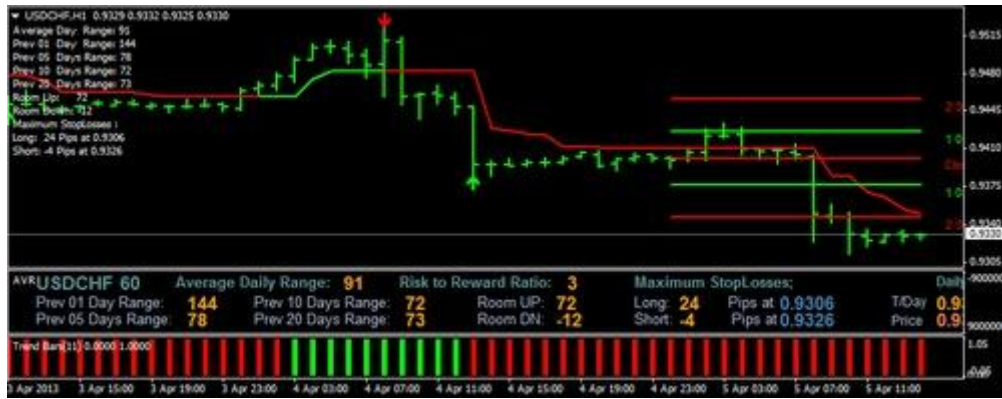 USDCHF,H1 0.9329 0.9332 0.9325 0.9330
Average Day Range: 91
Prev 01 Day Range: 144
Prev 05 Days Range: 78
Prev 10 Days Range: 72
Prev 20 Days Range: 73
Room Up: 72
Room Down: -12
Maximum StopLosses :
Long: 24 Pips at 0.9306
Short: -4 Pips at 0.9326
0.9515
0.9480
0.9445
0.9410
0.9375
0.9340
0.9330
0.9305
AVR USDCHF 60 Average Daily Range: 91 Risk to Reward Ratio: 3 Maximum StopLosses; Daily
Prev 01 Day Range: 144 Prev 10 Days Range: 72 Room UP: 72 Long: 24 Pips at 0.9306 T/Day
Prev 05 Days Range: 78 Prev 20 Days Range: 73 Room DN: -12 Short: -4 Pips at 0.9326 Price
Trend Bars(11) 0.0000 1.0000
1.05
3 Apr 2013 3 Apr 15:00 3 Apr 19:00 3 Apr 23:00 4 Apr 03:00 4 Apr 07:00 4 Apr 11:00 4 Apr 15:00 4 Apr 19:00 4 Apr 23:00 5 Apr 03:00 5 Apr 07:00 5 Apr 11:00